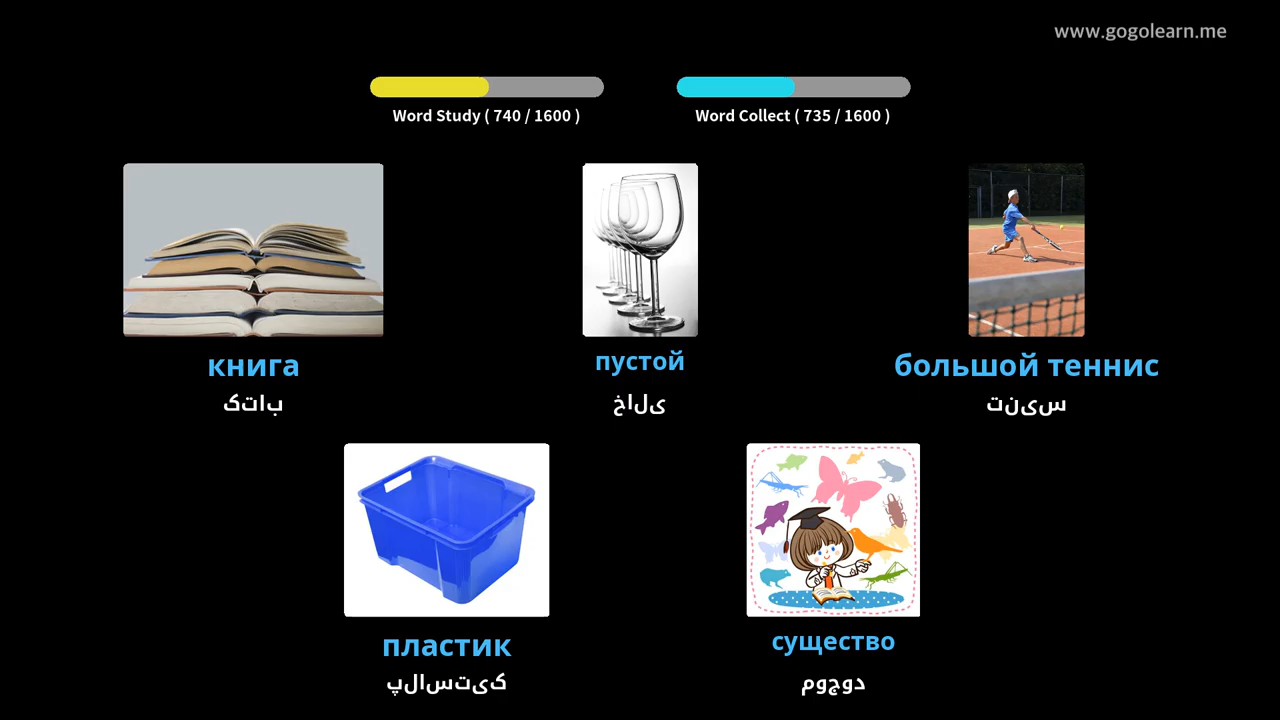 www.gogolearn.me
Word Study ( 740 / 1600 )
Word Collect ( 735 / 1600 )
книга
کتاب
пустой
خالی
большой теннис
تنیس
пластик
پلاستیک
существо
موجود